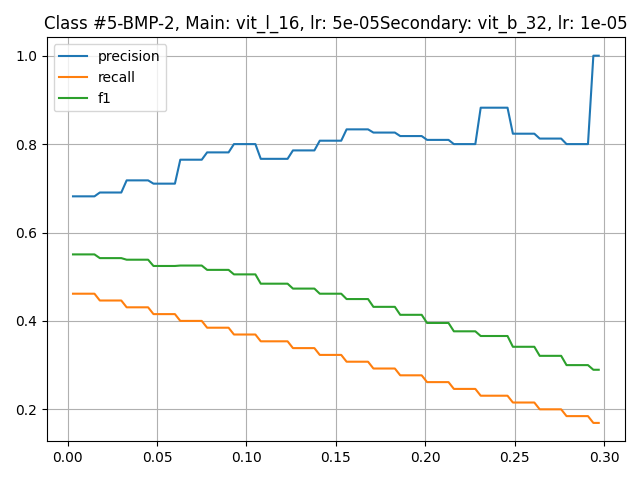 Class #5-BMP-2, Main: vit_l_16, lr: 5e-05Secondary: vit_b_32, lr: 1e-05
precision
recall
f1
1.0
0.8
0.6
0.4
0.2
0.00 0.05 0.10 0.15 0.20 0.25 0.30